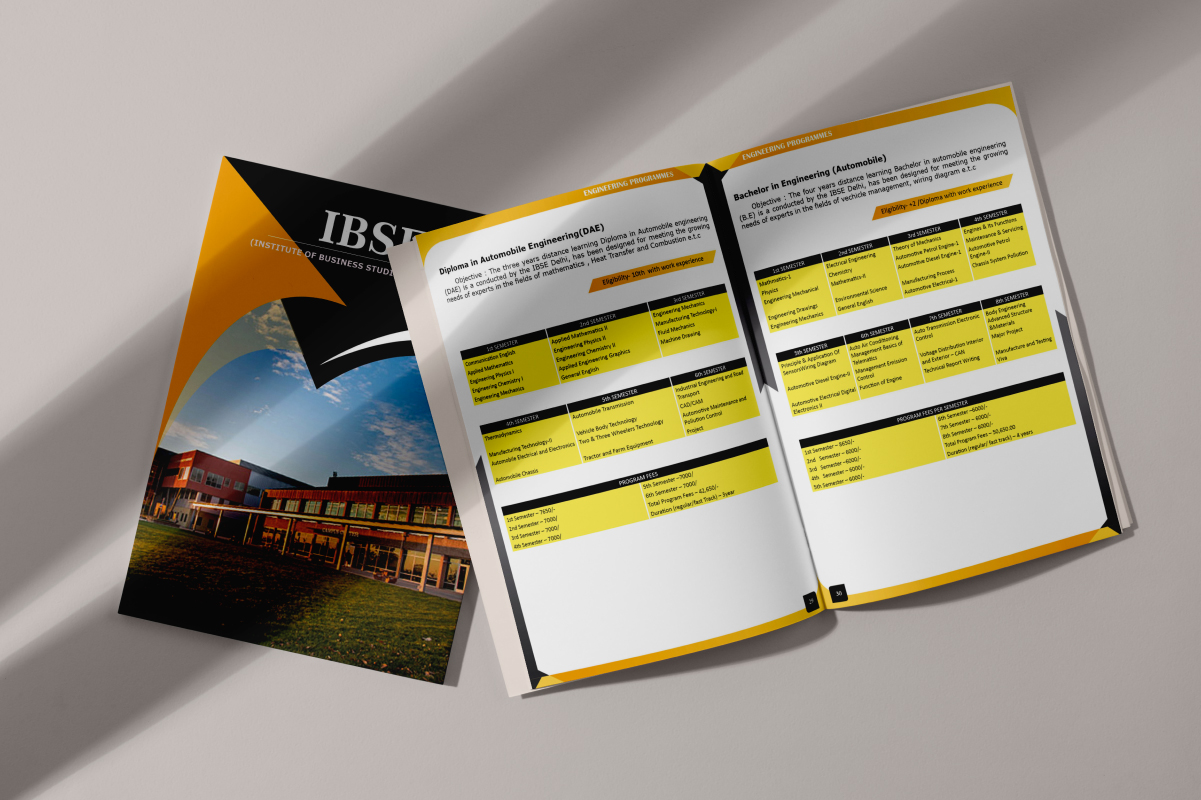 IBSE
(INSTITUTE OF BUSINESS STUDI
ENGINEERING PROGRAMMES
Diploma in Automobile Engineering(DAE)
Objective : The three years distance learning Diploma in Automobile engineering
(DAE) is a conducted by the IBSE Delhi, has been designed for meeting the growing
needs of experts in the fields of mathematics , Heat Transfer and Combustion e.t.c
Eligibility- 10th with work experience
1st SEMESTER
Communication English
Applied Mathematics
Engineering Physics I
Engineering Chemistry I
Engineering Mechanics
2nd SEMESTER
Applied Mathematics II
Engineering Physics II
Engineering Chemistry II
Applied Engineering Graphics
General English
3rd SEMESTER
Engineering Mechanics
Manufacturing Technology-I
Fluid Mechanics
Machine Drawing
4th SEMESTER
Thermodynamics
Manufacturing Technology-II
Automobile Electrical and Electronics
Automobile Chassis
5th SEMESTER
Automobile Transmission
Vehicle Body Technology
Two & Three Wheelers Technology
Tractor and Farm Equipment
6th SEMESTER
Industrial Engineering and Road
Transport
CAD/CAM
Automotive Maintenance and
Pollution Control
Project
PROGRAM FEES
1st Semester – 7650/-
2nd Semester – 7000/
3rd Semester – 7000/
4th Semester – 7000/
5th Semester –7000/
6th Semester – 7000/
Total Program Fees – 42,650/-
Duration (regular/fast Track) – 3year
29
ENGINEERING PROGRAMMES
Bachelor in Engineering (Automobile)
Objective : The four years distance learning Bachelor in automobile engineering
(B.E) is a conducted by the IBSE Delhi, has been designed for meeting the growing
needs of experts in the fields of vechicle management, wiring diagram e.t.c
Eligibility- +2 /Diploma with work experience
1st SEMESTER
Mathematics-1
Physics
Engineering Mechanical
Engineering Drawings
Engineering Mechanics
2nd SEMESTER
Electrical Engineering
Chemistry
Mathematics-II
Environmental Science
General English
3rd SEMESTER
Theory of Mechanics
Automotive Petrol Engine-1
Automotive Diesel Engine-1
Manufacturing Process
Automotive Electrical-1
4th SEMESTER
Engines & Its Functions
Maintenance & Servicing
Automotive Petrol
Engine-II
Chassis System Pollution
5th SEMESTER
Principle & Application Of
Sensors Wiring Diagram
Automotive Diesel Engine-II
Automotive Electrical Digital
Electronics II
6th SEMESTER
Auto Air Conditioning
Management Basics of
Telematics
Management Emission
Control
Function of Engine
7th SEMESTER
Auto Transmission Electronic
Control
Voltage Distribution Interior
and Exterior – CAN
Technical Report Writing
8th SEMESTER
Body Engineering
Advanced Structure
&Materials
Major Project
Manufacture and Testing
Viva
PROGRAM FEES PER SEMESTER
1st Semester – 8650/-
2nd Semester –6000/-
3rd Semester –6000/-
4th Semester – 6000/-
5th Semester – 6000/-
6th Semester –6000/-
7th Semester –6000/-
8th Semester – 6000/-
Total Program Fees – 50,650.00
Duration (regular/ fast track) – 4 years
30